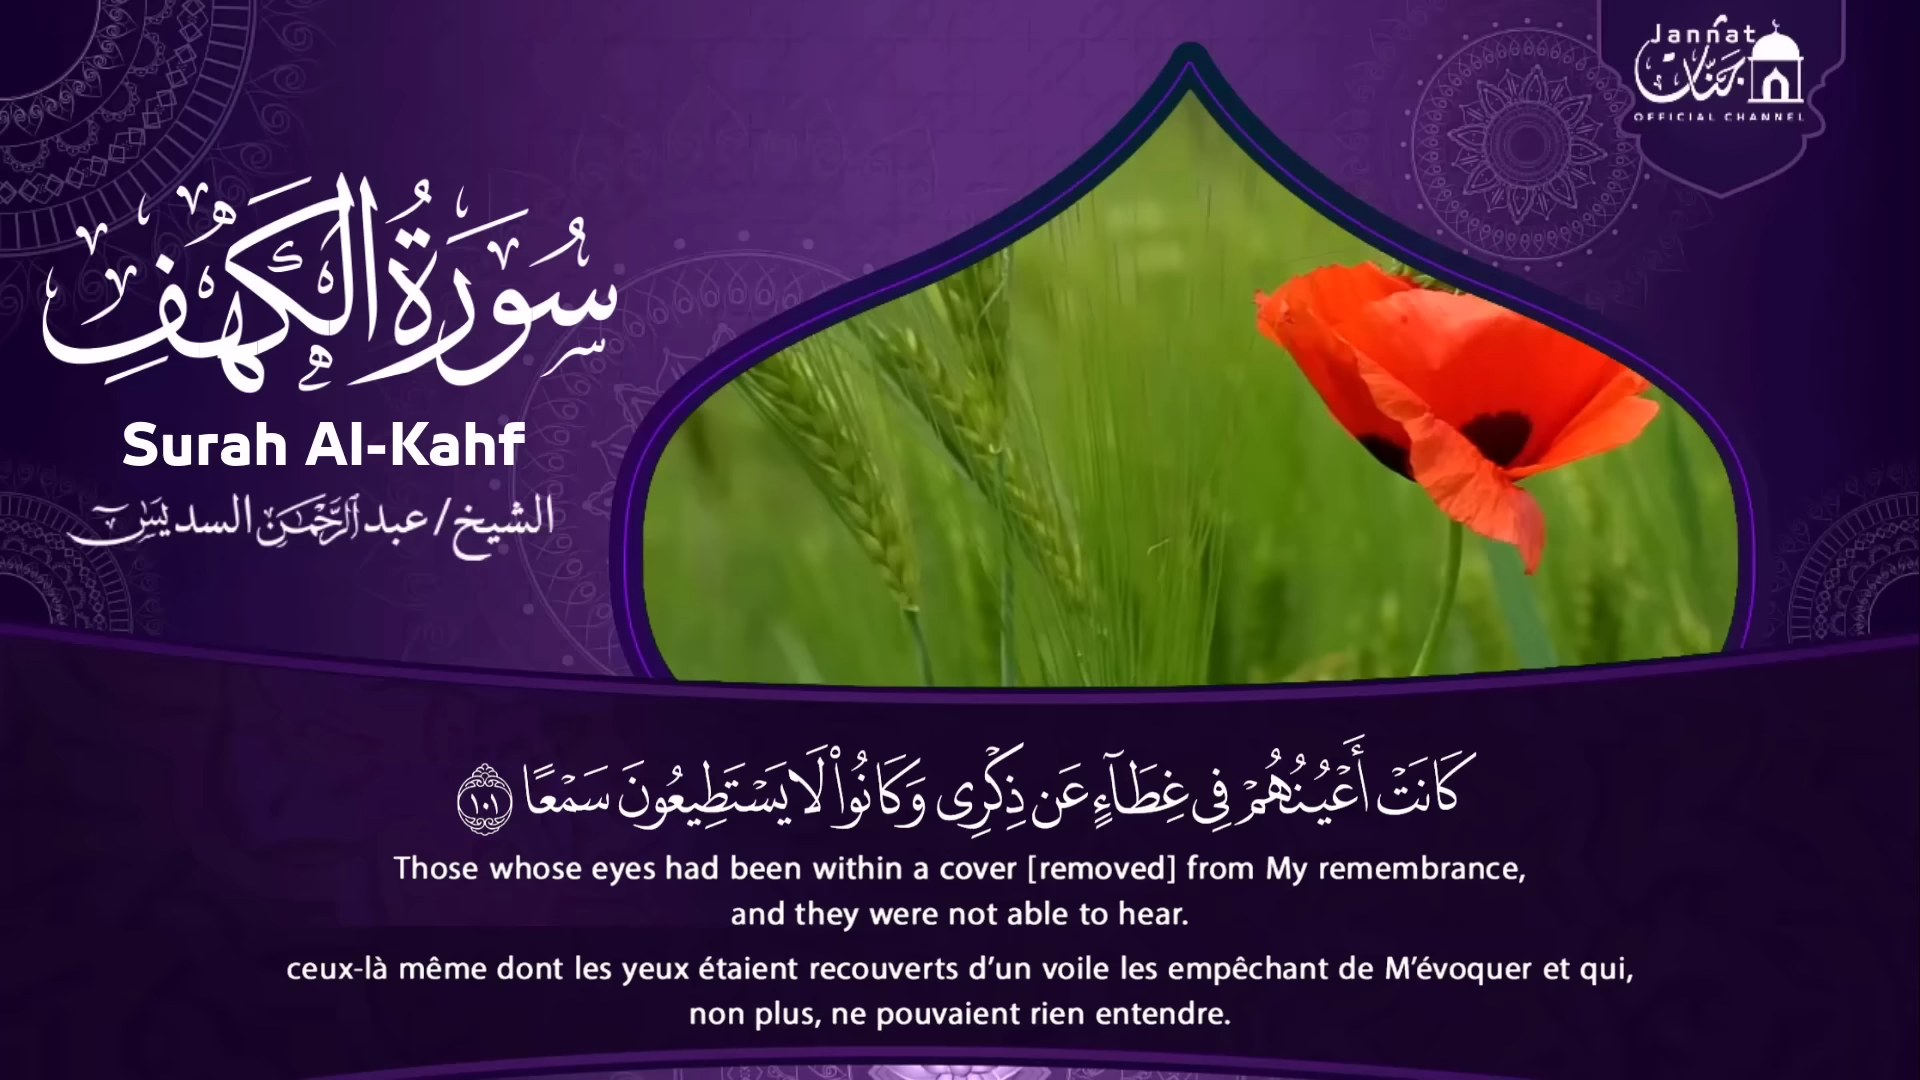 Jannat
جنّات
OFFICIAL CHANNEL
سُورَةُ الكَهْفِ
Surah Al-Kahf
الشيخ / عبد الرَّحْمَٰن السديس
كَانَتْ أَعْيُنُهُمْ فِي غِطَآءٍ عَن ذِكْرِى وَكَانُوا۟ لَا يَسْتَطِيعُونَ سَمْعًا ١٠١
Those whose eyes had been within a cover [removed] from My remembrance,
and they were not able to hear.
ceux-là même dont les yeux étaient recouverts d’un voile les empêchant de M’évoquer et qui,
non plus, ne pouvaient rien entendre.